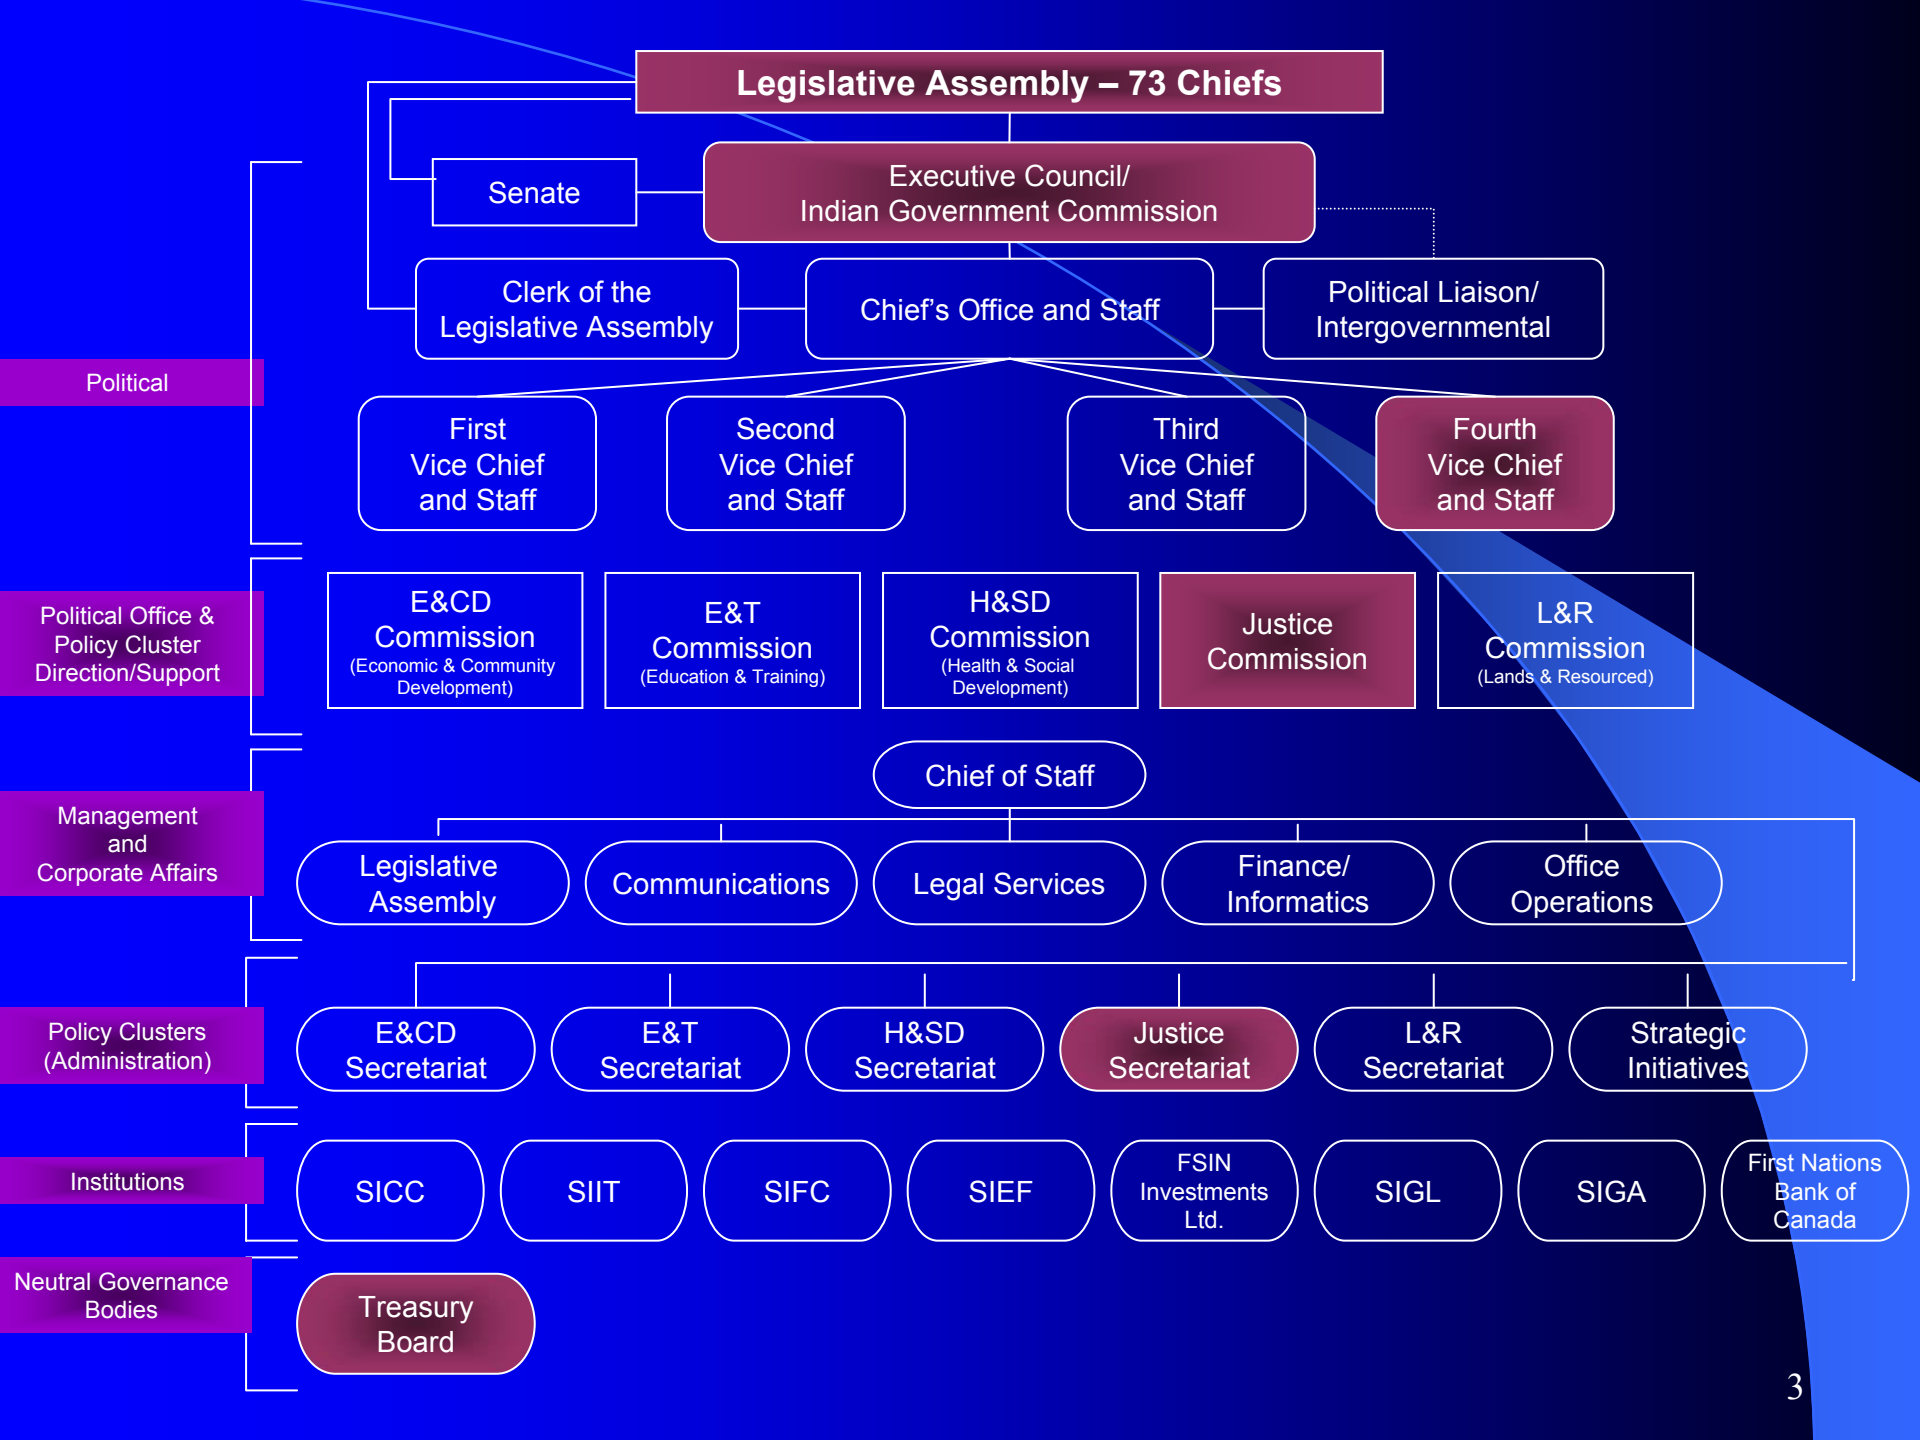 Legislative Assembly – 73 Chiefs
Executive Council/
Indian Government Commission
Senate
Clerk of the
Legislative Assembly
Chief’s Office and Staff
Political Liaison/
Intergovernmental
Political
First
Vice Chief
and Staff
Second
Vice Chief
and Staff
Third
Vice Chief
and Staff
Fourth
Vice Chief
and Staff
Political Office &
Policy Cluster
Direction/Support
E&CD
Commission
(Economic & Community
Development)
E&T
Commission
(Education & Training)
H&SD
Commission
(Health & Social
Development)
Justice
Commission
L&R
Commission
(Lands & Resourced)
Management
and
Corporate Affairs
Chief of Staff
Legislative
Assembly
Communications
Legal Services
Finance/
Informatics
Office
Operations
Policy Clusters
(Administration)
E&CD
Secretariat
E&T
Secretariat
H&SD
Secretariat
Justice
Secretariat
L&R
Secretariat
Strategic
Initiatives
Institutions
SICC
SIIT
SIFC
SIEF
FSIN
Investments
Ltd.
SIGL
SIGA
First Nations
Bank of
Canada
Neutral Governance
Bodies
Treasury
Board
3